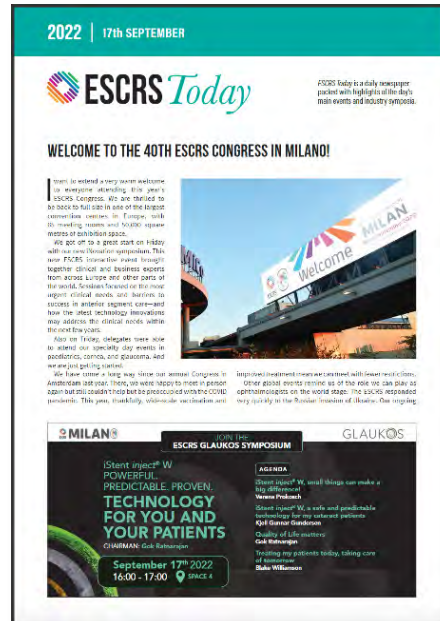 2022 | 17th SEPTEMBER
ESCRS Today
ESCRS Today is a daily newspaper
packed with highlights of the day's
main events and industry symposia.
WELCOME TO THE 40TH ESCRS CONGRESS IN MILANO!
I want to extend a very warm welcome
to everyone attending this year's
ESCRS Congress. We are thrilled to
be back to full size in one of the largest
convention centres in Europe, with
meeting rooms and 50,000 square
metres of exhibition space.
We got off to a great start on Friday
with our new iNovation symposium. This
new ESCRS interactive event brought
together clinical and business experts
from across Europe and other parts of
the world. Sessions focused on the most
urgent clinical needs and barriers to
success in anterior segment care—and
how the latest technology innovations
may address the clinical needs within
the next few years.
Also on Friday, delegates were able
to attend our specialty day events in
paediatrics, cornea, and glaucoma. And
we are just getting started.
We have come a long way since our annual Congress in
Amsterdam last year. There, we were happy to meet in person
again but still couldn't help but be preoccupied with the COVID
pandemic. This year, thankfully, wide-scale vaccination and
Welcome
MILAN
improved treatment mean we can meet with fewer restrictions.
Other global events remind us of the role we can play as
ophthalmologists on the world stage. The ESCRS responded
very quickly to the Russian invasion of Ukraine. Our ongoing
MILANO
JOIN THE
ESCRS GLAUKOS SYMPOSIUM
GLAUKOS
iStent inject® W
POWERFUL.
PREDICTABLE. PROVEN.
TECHNOLOGY
FOR YOU AND
YOUR PATIENTS
CHAIRMAN: Gok Ratnarajan
September 17th 2022
16:00 - 17:00 SPACE 4
AGENDA
iStent inject® W, small things can make a
big difference!
Verena Prokosch
iStent inject® W, a safe and predictable
technology for my cataract patients
Kjell Gunnar Gundersen
Quality of Life matters
Gok Ratnarajan
Treating my patients today, taking care
of tomorrow
Blake Williamson